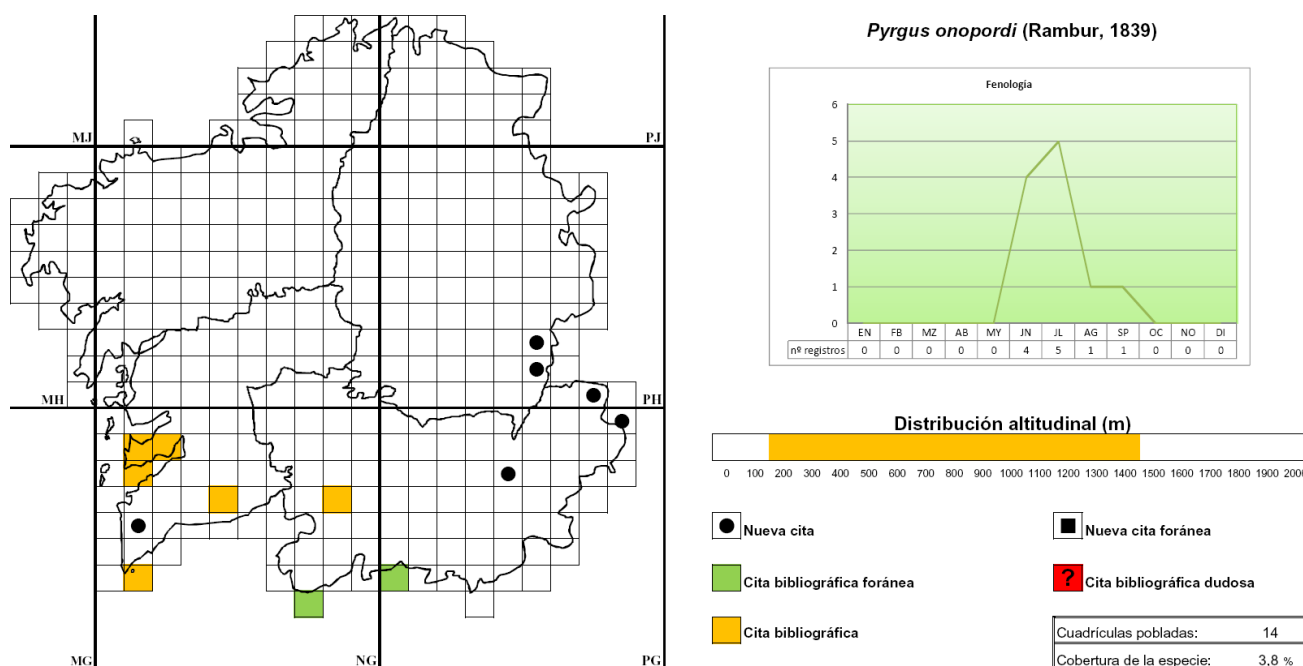 MJ
PJ
MH
PH
MG
NG
PG
Pyrgus onopordi (Rambur, 1839)
Fenología
6
5
4
3
2
1
0
EN FB MZ AB MY JN JL AG SP OC NO DI
nº registros 0 0 0 0 0 4 5 1 1 0 0 0
Distribución altitudinal (m)
0 100 200 300 400 500 600 700 800 900 1000 1100 1200 1300 1400 1500 1600 1700 1800 1900 2000
Nueva cita
Nueva cita foránea
Cita bibliográfica foránea
? Cita bibliográfica dudosa
Cita bibliográfica
Cuadrículas pobladas: 14
Cobertura de la especie: 3.8 %